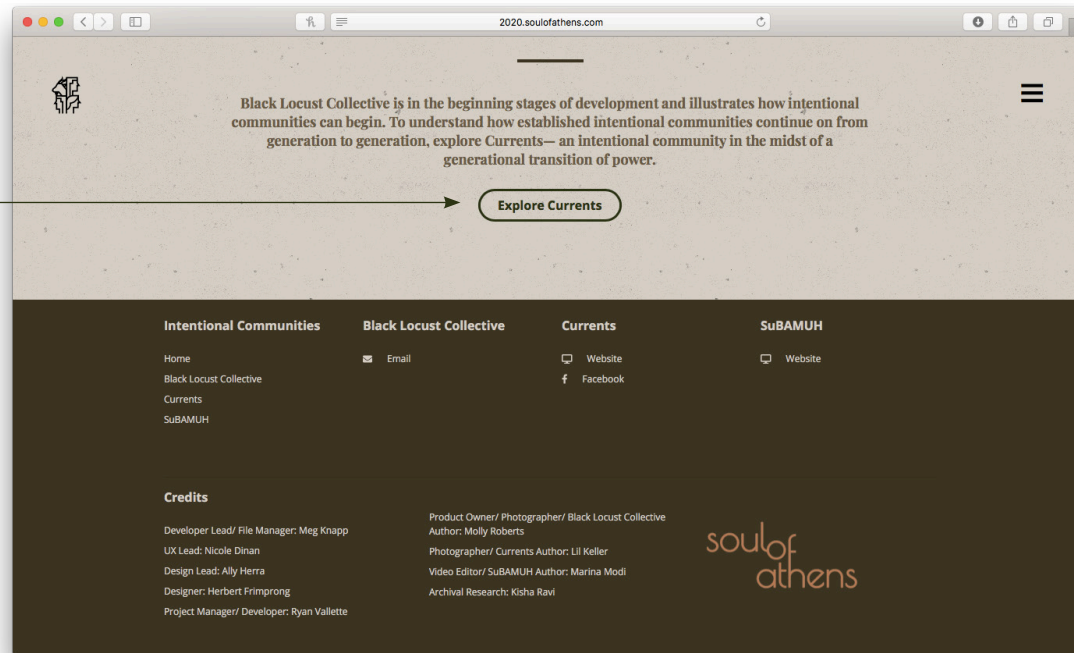 2020.soulofathens.com
Black Locust Collective is in the beginning stages of development and illustrates how intentional
communities can begin. To understand how established intentional communities continue on from
generation to generation, explore Currents— an intentional community in the midst of a
generational transition of power.
Explore Currents
Intentional Communities
Home
Black Locust Collective
Currents
SuBAMUH
Black Locust Collective
Email
Currents
Website
Facebook
SuBAMUH
Website
Credits
Developer Lead/ File Manager: Meg Knapp
UX Lead: Nicole Dinan
Design Lead: Ally Herra
Designer: Herbert Frimprong
Project Manager/ Developer: Ryan Vallette
Product Owner/ Photographer/ Black Locust Collective
Author: Molly Roberts
Photographer/ Currents Author: Lil Keller
Video Editor/ SuBAMUH Author: Marina Modi
Archival Research: Kisha Ravi
soul of
athens